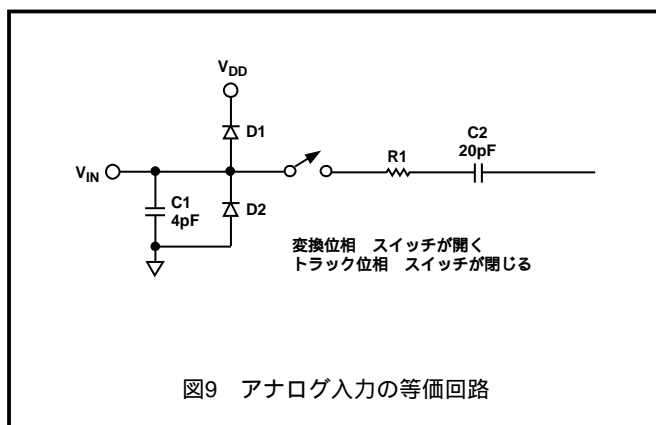 VDD
D1
C2
20pF
R1
VIN
C1
4pF
D2
変換位相 スイッチが開く
トラック位相 スイッチが閉じる
図9 アナログ入力の等価回路